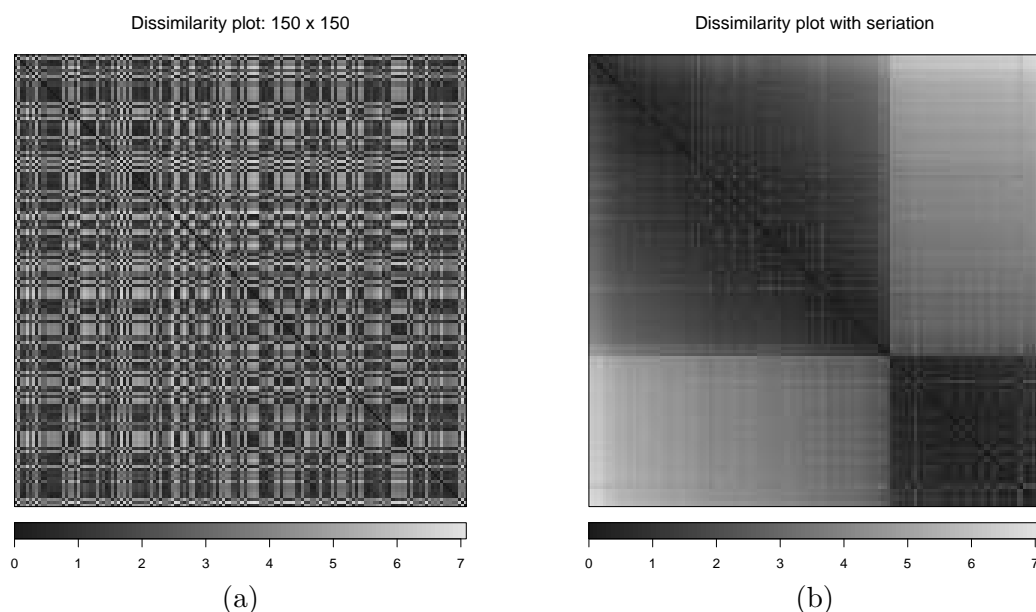 Dissimilarity plot: 150 x 150
Dissimilarity plot with seriation
0 1 2 3 4 5 6 7
0 1 2 3 4 5 6 7
(a)
(b)